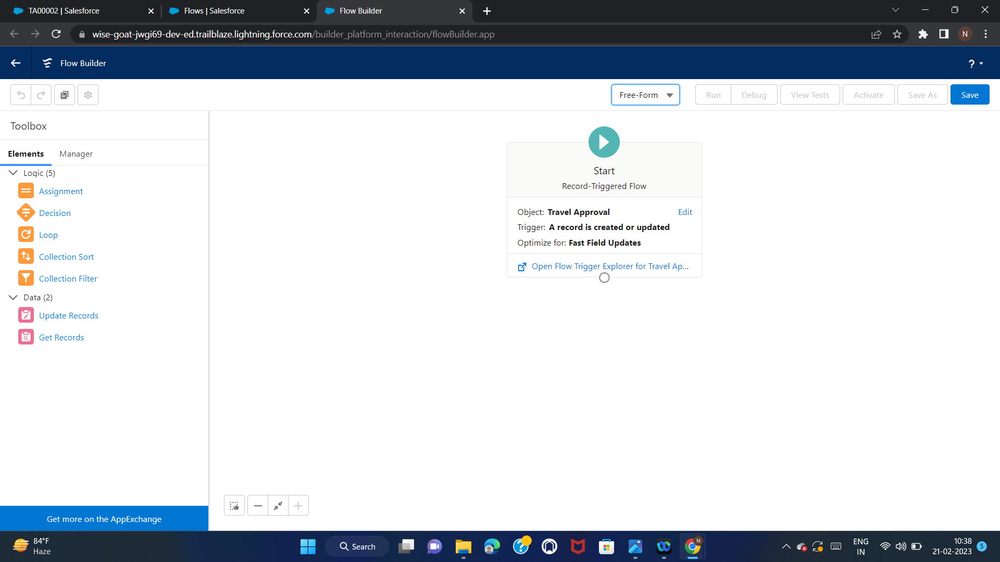 TA00002 | Salesforce
Flows | Salesforce
Flow Builder
wise-goat-jwgi69-dev-ed.trailblaze.lightning.force.com/builder_platform_interaction/flowBuilder.app
N
Flow Builder
?
Free-Form
Run
Debug
View Tests
Activate
Save As
Save
Toolbox
Elements
Manager
Logic (5)
Assignment
Decision
Loop
Collection Sort
Collection Filter
Data (2)
Update Records
Get Records
Get more on the AppExchange
Start
Record-Triggered Flow
Object: Travel Approval
Edit
Trigger: A record is created or updated
Optimize for: Fast Field Updates
Open Flow Trigger Explorer for Travel Ap...
84°F
Haze
Search
N
ENG
IN
10:38
21-02-2023
5